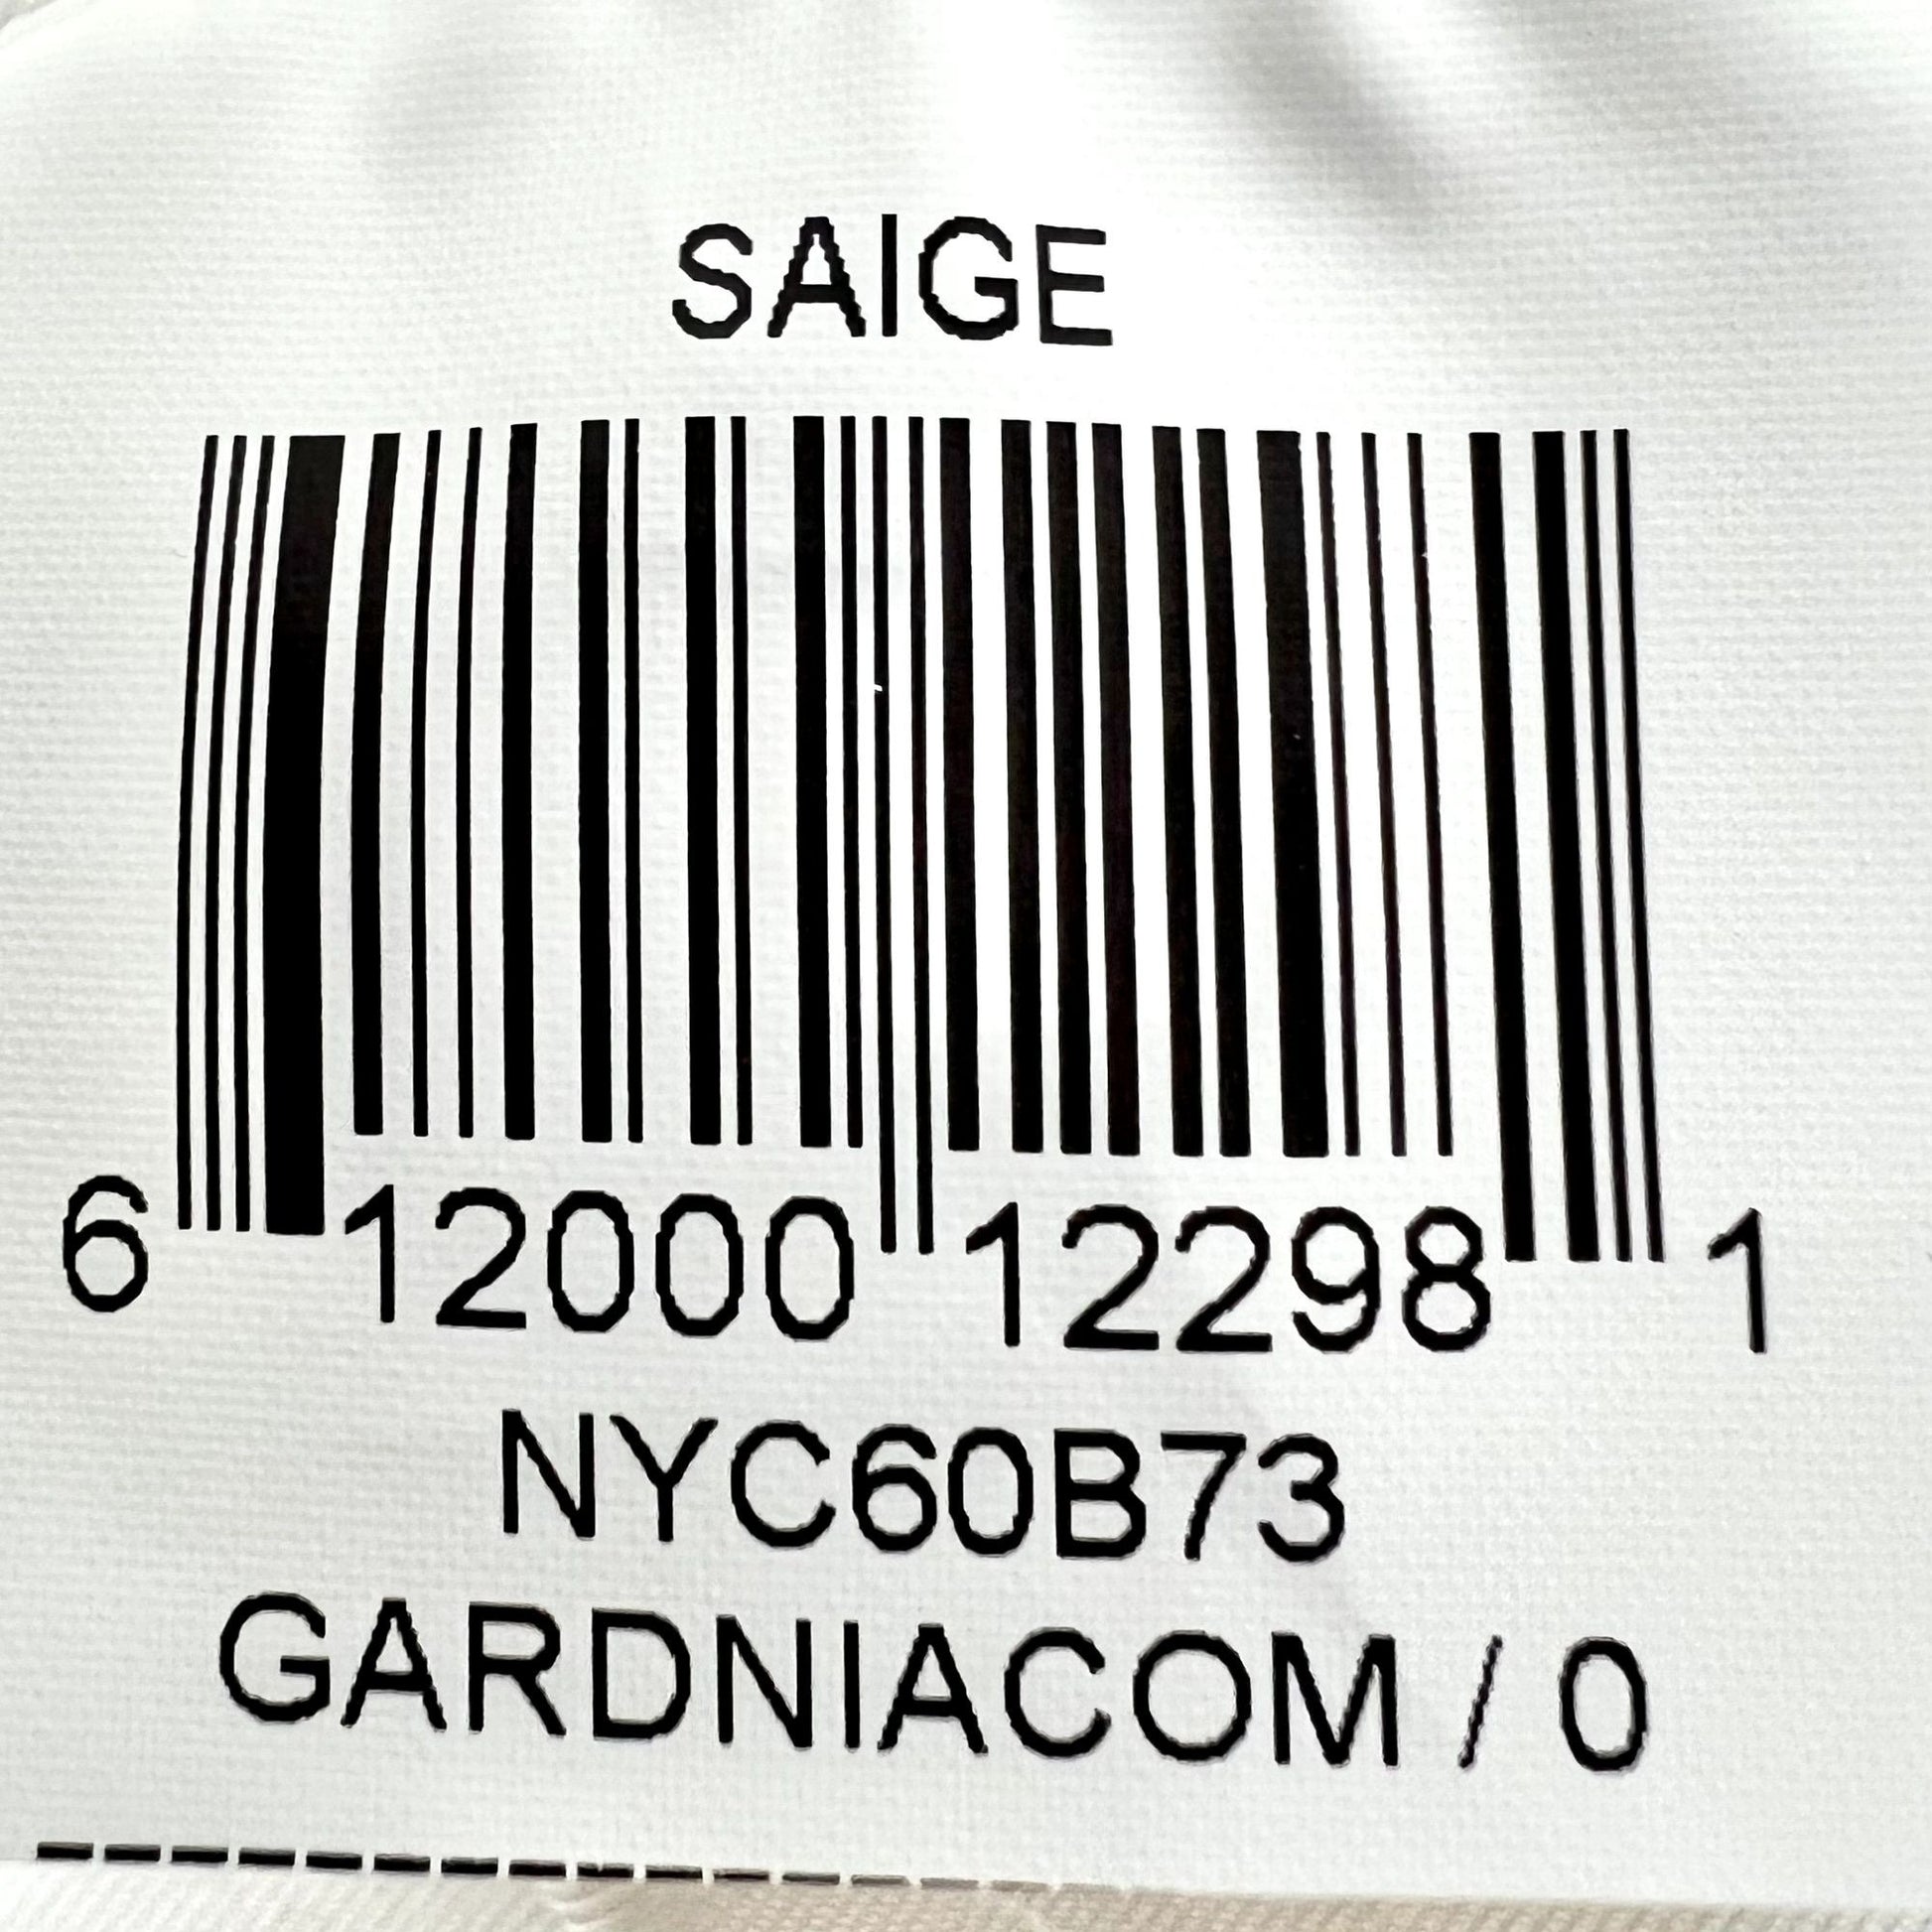 SAIGE
6 12000 12298 1
NYC60B73
GARDNIACOM / 0